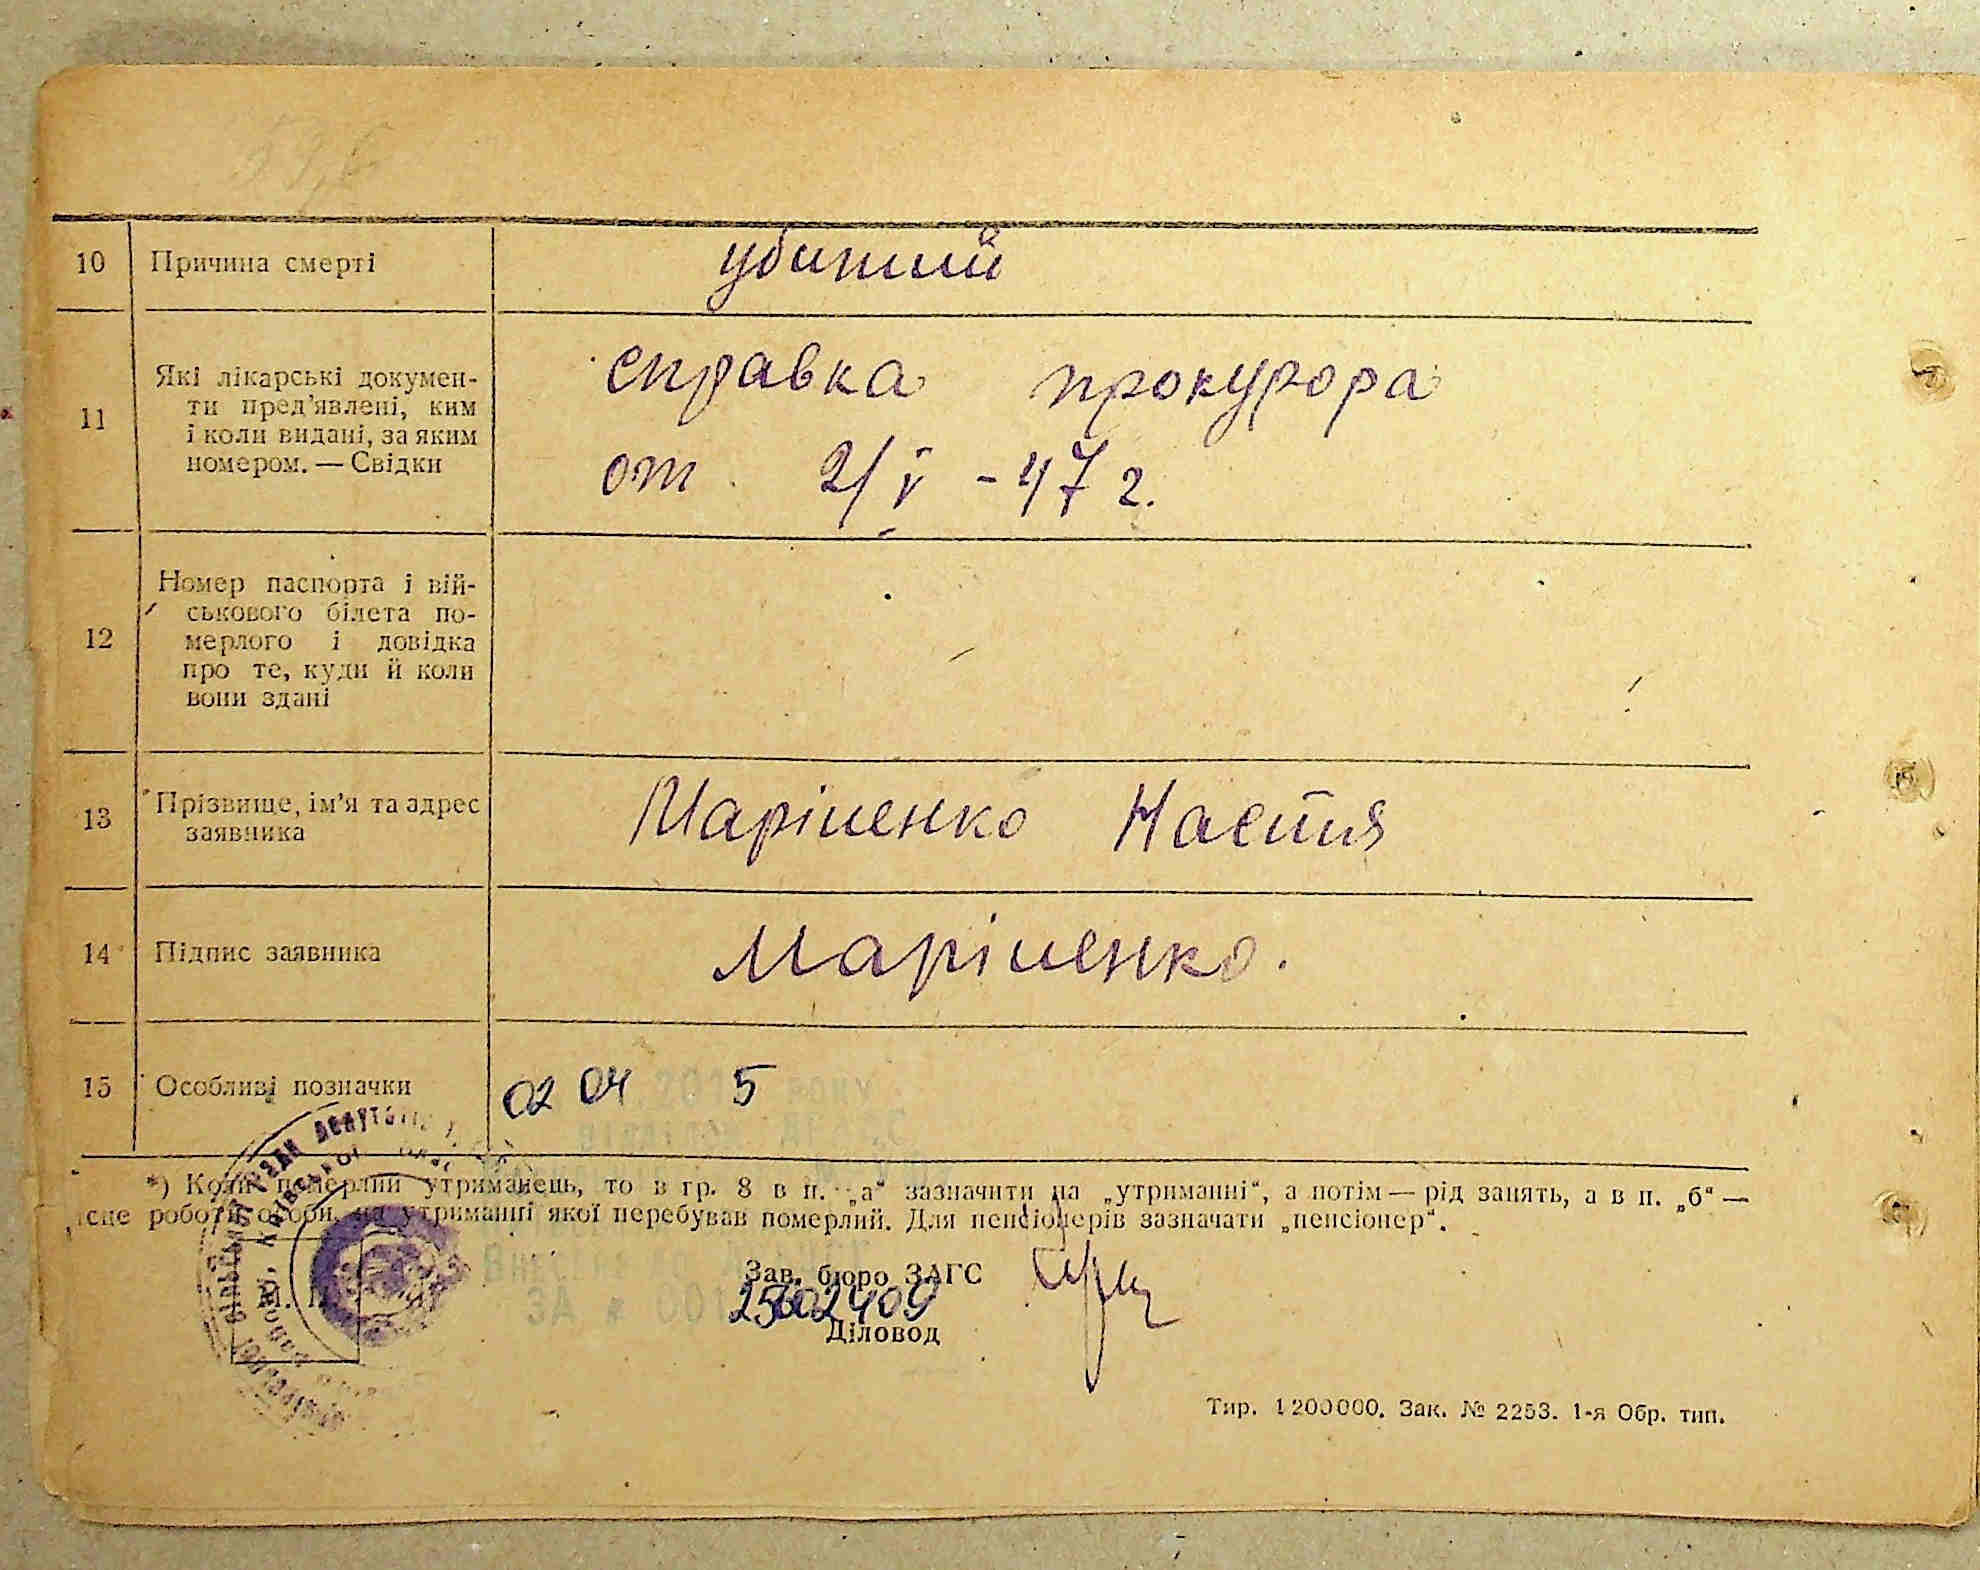 10 Причина смерті убитий
11 Які лікарські докумен-
ти пред’явлені, ким
і коли видані, за яким
номером. — Свідки
справка прокурора
от 2/V - 47 г.
12 Номер паспорта і вій-
ськового білета по-
мерлого і довідка
про те, куди й коли
вони здані
13 Прізвище, ім’я та адрес
заявника
Маріненко Настя
14 Підпис заявника Маріненко.
15 Особливі позначки 02 04 5
*) Коли померлий утриманець, то в гр. 8 в п. „а“ зазначити на „утриманні“, а потім — рід занять, а в п. „б“ —
місце роботи особи, на утриманні якої перебував померлий. Для пенсіонерів зазначати „пенсіонер“.
Зав. бюро ЗАГС
М. П.
Діловод
Тир. 1200000. Зак. № 2253. 1-я Обр. тип.